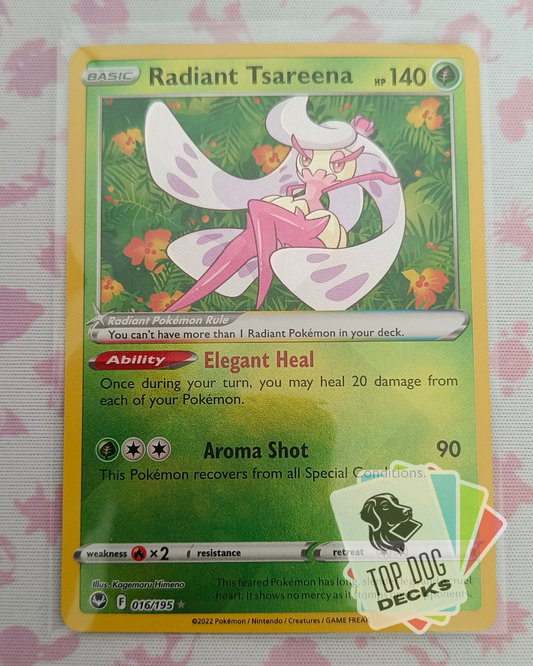 BASIC Radiant Tsareena HP 140
Radiant Pokémon Rule
You can't have more than 1 Radiant Pokémon in your deck.
Ability Elegant Heal
Once during your turn, you may heal 20 damage from
each of your Pokémon.
Aroma Shot 90
This Pokémon recovers from all Special Conditions.
weakness ×2 resistance retreat
Illus. Kagemaru Himeno
This feared Pokémon has long,
heart. It shows no mercy as it
F 016/195
©2022 Pokémon / Nintendo / Creatures / GAME FREAK
TOP DOG
DECKS